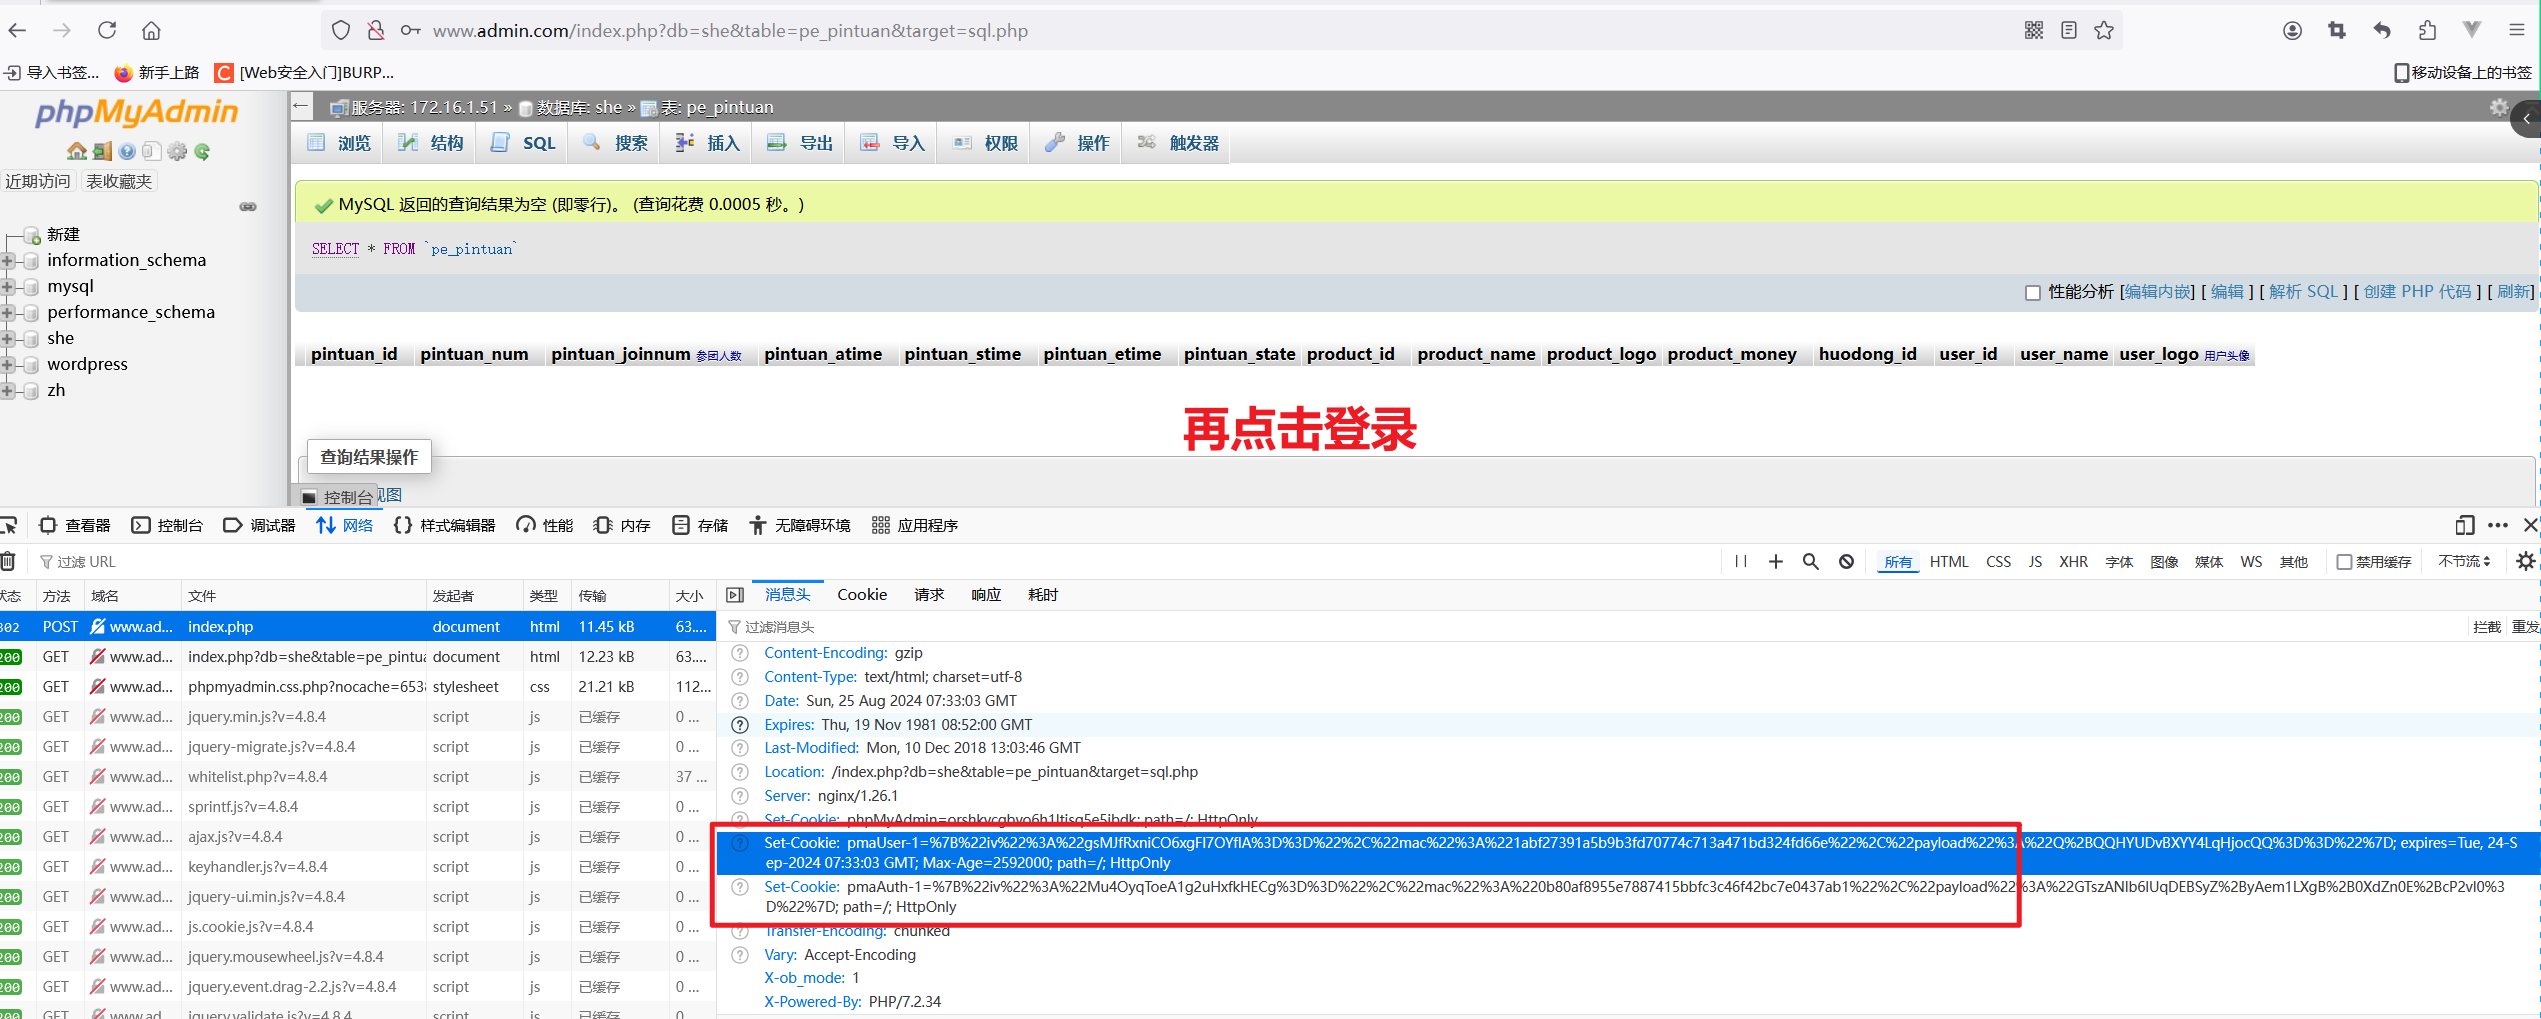 www.admin.com/index.php?db=she&table=pe_pintuan&target=sql.php
导入书签...
新手上路
[Web安全入门]BURP...
移动设备上的书签
phpMyAdmin
近期访问
表收藏夹
新建
information_schema
mysql
performance_schema
she
wordpress
zh
服务器: 172.16.1.51 » 数据库: she » 表: pe_pintuan
浏览 结构 SQL 搜索 插入 导出 导入 权限 操作 触发器
MySQL 返回的查询结果为空 (即零行)。 (查询花费 0.0005 秒。)
SELECT * FROM `pe_pintuan`
性能分析 [编辑内嵌] [ 编辑 ] [ 解析 SQL ] [ 创建 PHP 代码 ] [ 刷新]
pintuan_id pintuan_num pintuan_joinnum 参团人数 pintuan_atime pintuan_stime pintuan_etime pintuan_state product_id product_name product_logo product_money huodong_id user_id user_name user_logo 用户头像
再点击登录
查询结果操作
控制台 视图
查看器 控制台 调试器 网络 样式编辑器 性能 内存 存储 无障碍环境 应用程序
过滤 URL
所有 HTML CSS JS XHR 字体 图像 媒体 WS 其他 禁用缓存 不节流
状态 方法 域名 文件 发起者 类型 传输 大小
302 POST www.ad... index.php document html 11.45 kB 63....
200 GET www.ad... index.php?db=she&table=pe_pintua document html 12.23 kB 63....
200 GET www.ad... phpmyadmin.css.php?nocache=6538 stylesheet css 21.21 kB 112...
200 GET www.ad... jquery.min.js?v=4.8.4 script js 已缓存 0 ...
200 GET www.ad... jquery-migrate.js?v=4.8.4 script js 已缓存 0 ...
200 GET www.ad... whitelist.php?v=4.8.4 script js 已缓存 37 ...
200 GET www.ad... sprintf.js?v=4.8.4 script js 已缓存 0 ...
200 GET www.ad... ajax.js?v=4.8.4 script js 已缓存 0 ...
200 GET www.ad... keyhandler.js?v=4.8.4 script js 已缓存 0 ...
200 GET www.ad... jquery-ui.min.js?v=4.8.4 script js 已缓存 0 ...
200 GET www.ad... js.cookie.js?v=4.8.4 script js 已缓存 0 ...
200 GET www.ad... jquery.mousewheel.js?v=4.8.4 script js 已缓存 0 ...
200 GET www.ad... jquery.event.drag-2.2.js?v=4.8.4 script js 已缓存 0 ...
200 GET www.ad... jquery.validate.js?v=4.8.4 script js 已缓存 0
消息头 Cookie 请求 响应 耗时
过滤消息头
拦截 重发
Content-Encoding: gzip
Content-Type: text/html; charset=utf-8
Date: Sun, 25 Aug 2024 07:33:03 GMT
Expires: Thu, 19 Nov 1981 08:52:00 GMT
Last-Modified: Mon, 10 Dec 2018 13:03:46 GMT
Location: /index.php?db=she&table=pe_pintuan&target=sql.php
Server: nginx/1.26.1
Set-Cookie: path=/; HttpOnly
Set-Cookie: pmaUser-1=%7B%22iv%22%3A%22gsMJfRxniCO6xgFl7OYflA%3D%3D%22%2C%22mac%22%3A%221abf27391a5b9b3fd70774c713a471bd324fd66e%22%2C%22payload%22%3A%22Q%2BQQHYUDvBXYY4LqHjocQQ%3D%3D%22%7D; expires=Tue, 24-S
ep-2024 07:33:03 GMT; Max-Age=2592000; path=/; HttpOnly
Set-Cookie: pmaAuth-1=%7B%22iv%22%3A%22Mu4OyqToeA1g2uHxfkHECg%3D%3D%22%2C%22mac%22%3A%220b80af8955e7887415bbfc3c46f42bc7e0437ab1%22%2C%22payload%22%3A%22GTszANlb6IUqDEBSyZ%2ByAem1LXgB%2B0XdZn0E%2BcP2vl0%3
D%22%7D; path=/; HttpOnly
Transfer-Encoding: chunked
Vary: Accept-Encoding
X-ob_mode: 1
X-Powered-By: PHP/7.2.34